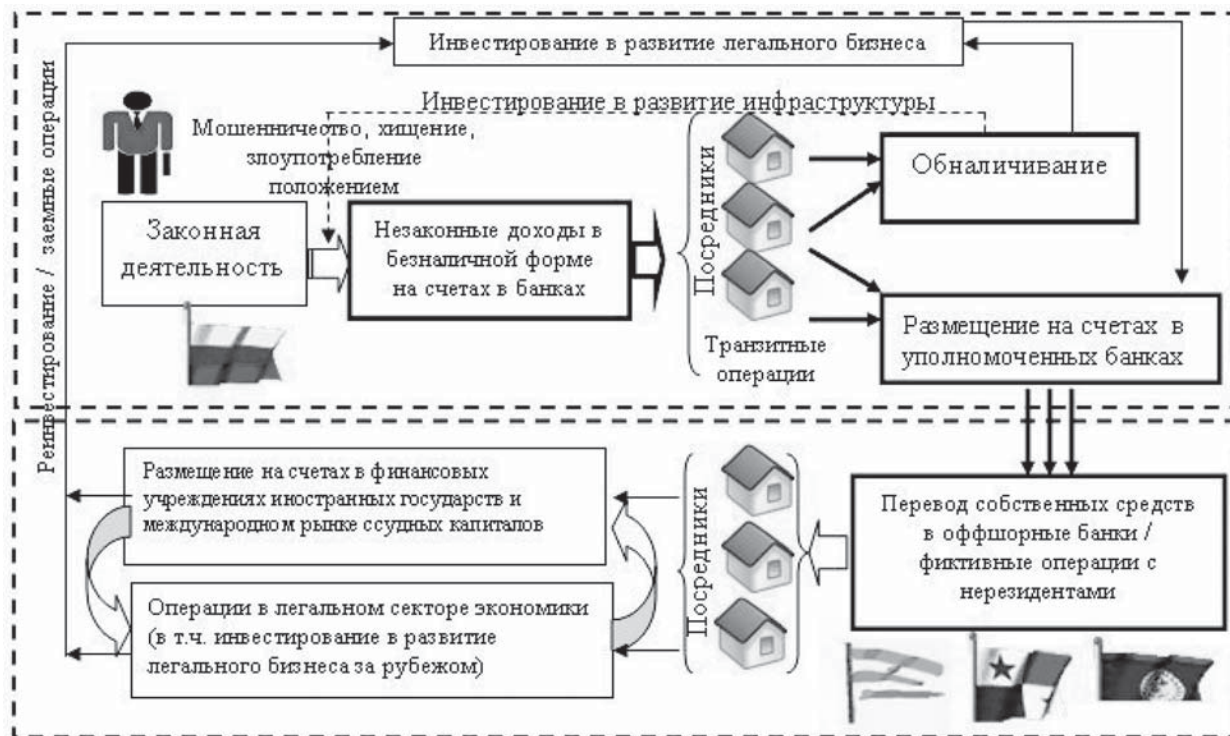 Инвестирование в развитие легального бизнеса
Инвестирование в развитие инфраструктуры
Мошенничество, хищение,
злоупотребление
положением
Законная
деятельность
Незаконные доходы в
безналичной форме
на счетах в банках
Посредники
Транзитные
операции
Обналичивание
Размещение на счетах в
уполномоченных банках
Реинвестирование / заемные операции
Размещение на счетах в финансовых
учреждениях иностранных государств и
международном рынке ссудных капиталов
Операции в легальном секторе экономики
(в т.ч. инвестирование в развитие
легального бизнеса за рубежом)
Посредники
Перевод собственных средств
в оффшорные банки /
фиктивные операции с
нерезидентами